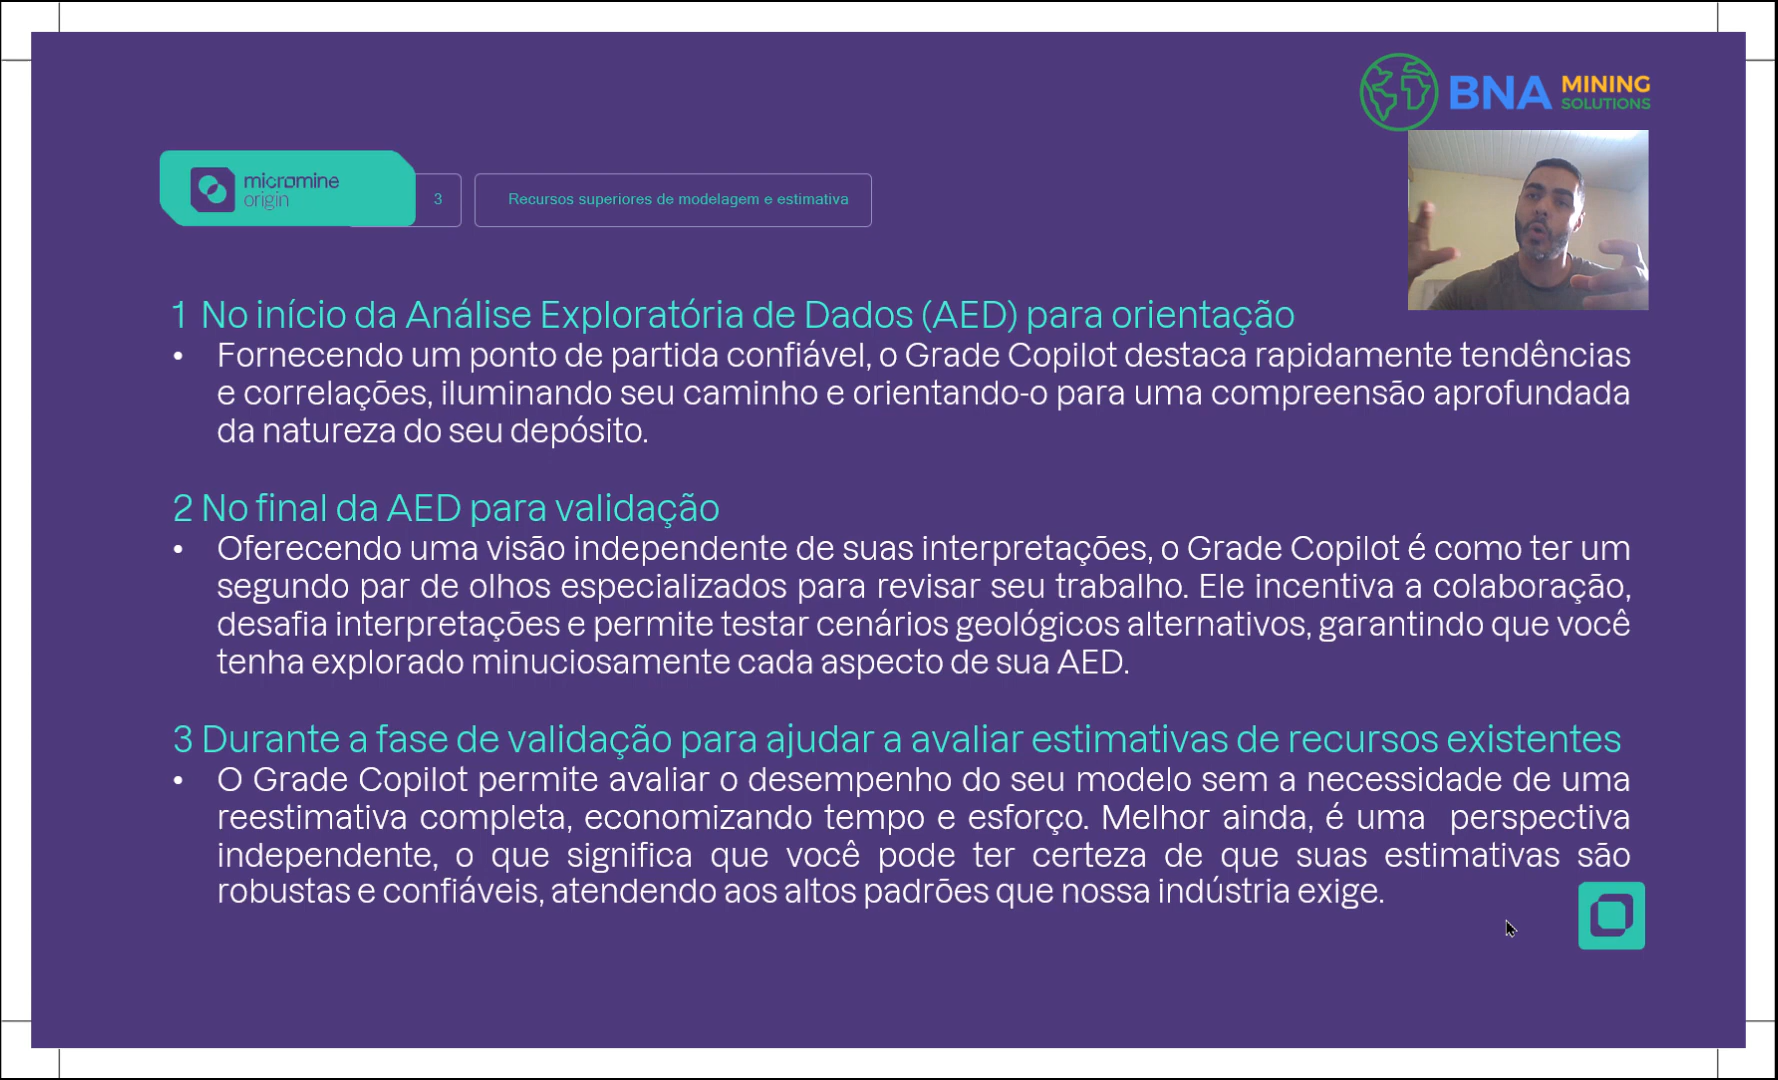 BNA MINING
SOLUTIONS
micromine
origin
3
Recursos superiores de modelagem e estimativa
1 No início da Análise Exploratória de Dados (AED) para orientação
• Fornecendo um ponto de partida confiável, o Grade Copilot destaca rapidamente tendências
e correlações, iluminando seu caminho e orientando-o para uma compreensão aprofundada
da natureza do seu depósito.
2 No final da AED para validação
• Oferecendo uma visão independente de suas interpretações, o Grade Copilot é como ter um
segundo par de olhos especializados para revisar seu trabalho. Ele incentiva a colaboração,
desafia interpretações e permite testar cenários geológicos alternativos, garantindo que você
tenha explorado minuciosamente cada aspecto de sua AED.
3 Durante a fase de validação para ajudar a avaliar estimativas de recursos existentes
• O Grade Copilot permite avaliar o desempenho do seu modelo sem a necessidade de uma
reestimativa completa, economizando tempo e esforço. Melhor ainda, é uma perspectiva
independente, o que significa que você pode ter certeza de que suas estimativas são
robustas e confiáveis, atendendo aos altos padrões que nossa indústria exige.